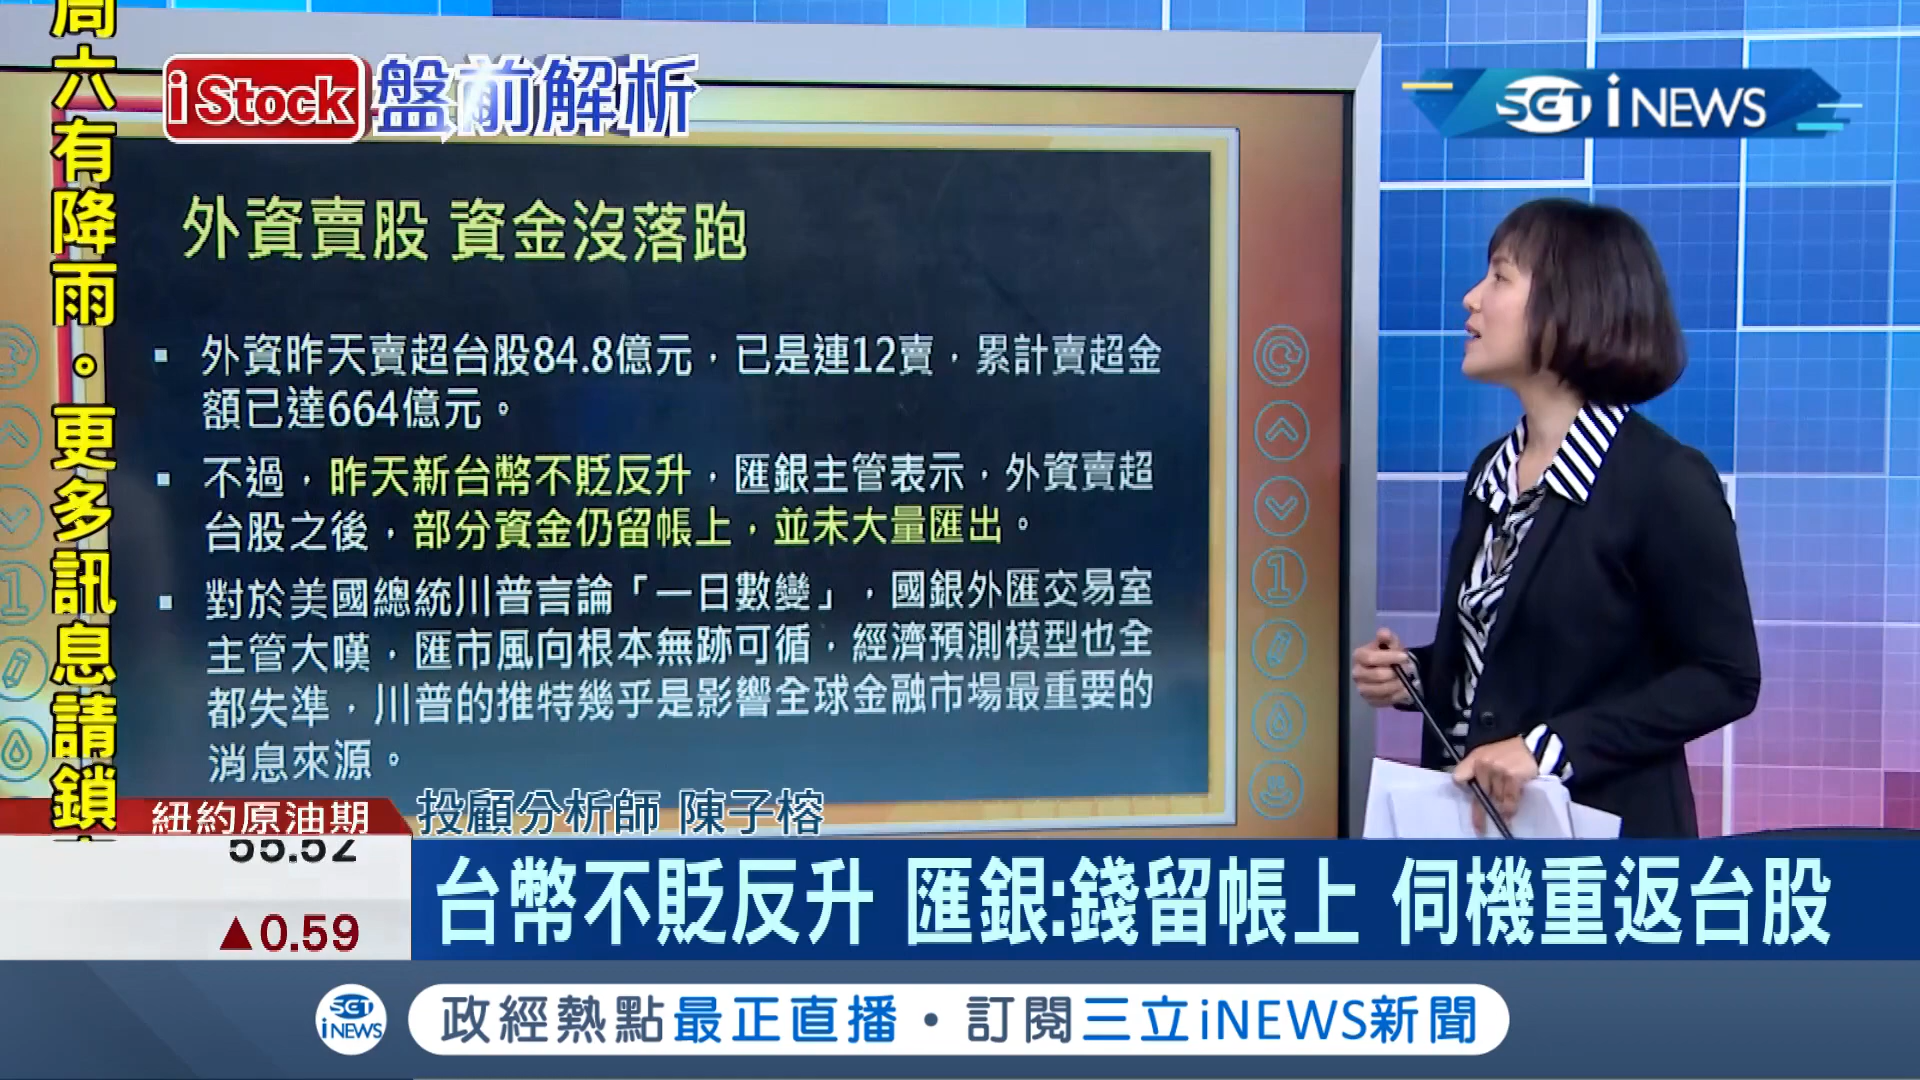 周六有降雨。更多訊息請鎖
iStock 盤前解析
SET iNEWS
外資賣股 資金沒落跑
▪ 外資昨天賣超台股84.8億元，已是連12賣，累計賣超金
額已達664億元。
▪ 不過，昨天新台幣不貶反升，匯銀主管表示，外資賣超
台股之後，部分資金仍留帳上，並未大量匯出。
▪ 對於美國總統川普言論「一日數變」，國銀外匯交易室
主管大嘆，匯市風向根本無跡可循，經濟預測模型也全
都失準，川普的推特幾乎是影響全球金融市場最重要的
消息來源。
1
1
投顧分析師 陳子榕
紐約原油期
55.52
▲0.59
台幣不貶反升 匯銀:錢留帳上 伺機重返台股
SET iNEWS
政經熱點最正直播・訂閱三立iNEWS新聞